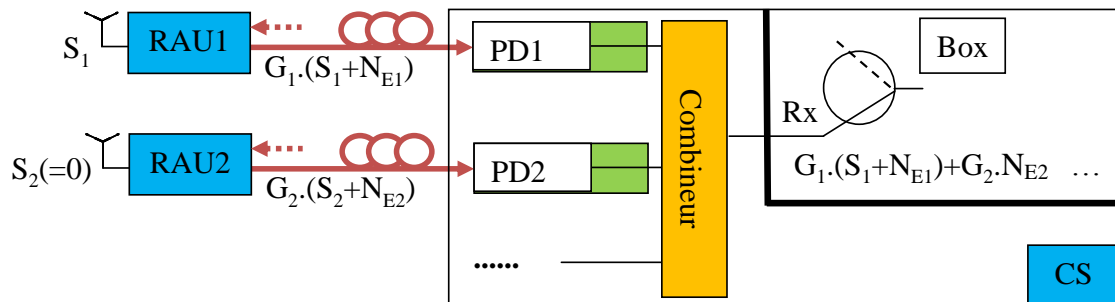 S1
RAU1
G1.(S1+NE1)
PD1
S2(=0)
RAU2
G2.(S2+NE2)
PD2
......
Combineur
Rx
Box
G1.(S1+NE1)+G2.NE2 ...
CS